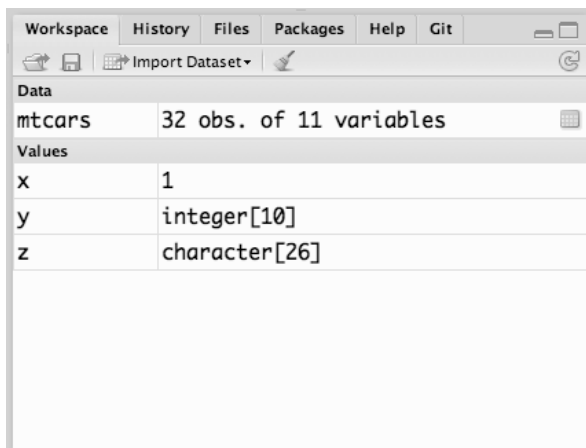 Workspace History Files Packages Help Git
Import Dataset
Data
mtcars 32 obs. of 11 variables
Values
x 1
y integer[10]
z character[26]